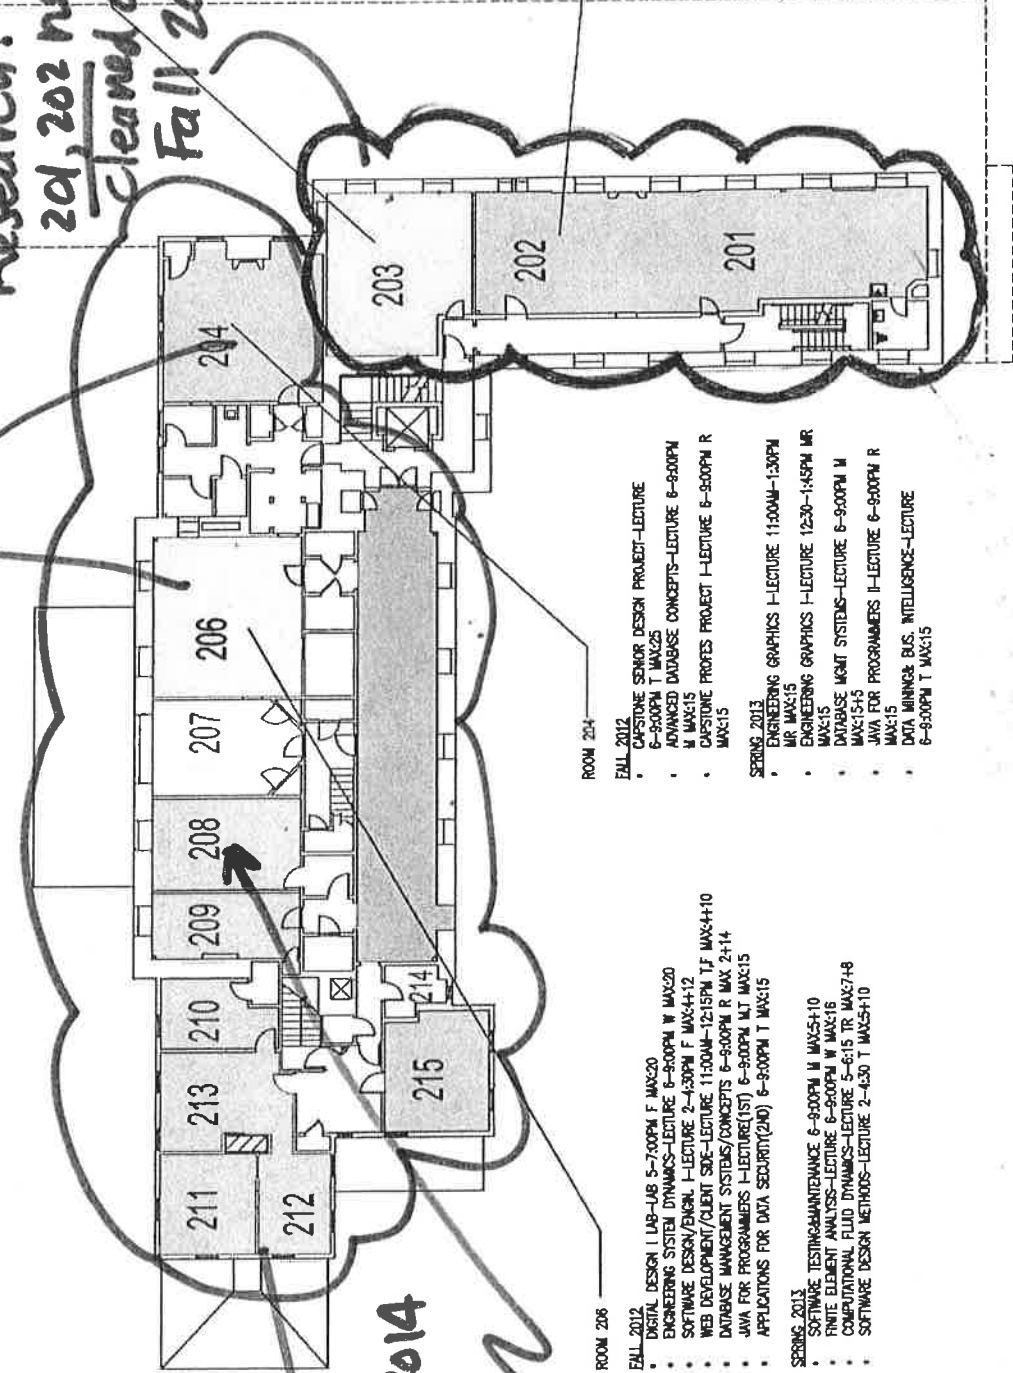 201, 202
cleaned
Fall
2014
204
203
202
201
206
207
208
209
210
213
211
212
214
215
ROOM 204
FALL 2012
• CAPSTONE SENIOR DESIGN PROJECT-LECTURE
6-9:00PM T MAX:25
• ADVANCED DATABASE CONCEPTS-LECTURE 6-9:00PM
W MAX:15
• CAPSTONE PROFES PROJECT I-LECTURE 6-9:00PM R
MAX:15
SPRING 2013
• ENGINEERING GRAPHICS I-LECTURE 11:00AM-1:30PM
MR MAX:15
• ENGINEERING GRAPHICS I-LECTURE 12:30-1:45PM MR
MAX:15
• DATABASE MGMT SYSTEMS-LECTURE 6-9:00PM M
MAX:15+5
• JAVA FOR PROGRAMMERS II-LECTURE 6-9:00PM R
MAX:15
• DATA MINING& BUS. INTELLIGENCE-LECTURE
6-9:00PM T MAX:15
ROOM 206
FALL 2012
• DIGITAL DESIGN I LAB-LAB 5-7:00PM F MAX:20
• ENGINEERING SYSTEM DYNAMICS-LECTURE 6-9:00PM W MAX:20
• SOFTWARE DESIGN/ENGIN. I-LECTURE 2-4:30PM F MAX:4+12
• WEB DEVELOPMENT/CLIENT SIDE-LECTURE 11:00AM-12:15PM T,F MAX:4+10
• DATABASE MANAGEMENT SYSTEMS/CONCEPTS 6-9:00PM R MAX 2+14
• JAVA FOR PROGRAMMERS I-LECTURE(1ST) 6-9:00PM M,T MAX:15
• APPLICATIONS FOR DATA SECURITY(2ND) 6-9:00PM T MAX:15
SPRING 2013
• SOFTWARE TESTING&MAINTENANCE 6-9:00PM M MAX:5+10
• FINITE ELEMENT ANALYSIS-LECTURE 6-9:00PM W MAX:16
• COMPUTATIONAL FLUID DYNAMICS-LECTURE 5-6:15 TR MAX:7+8
• SOFTWARE DESIGN METHODS-LECTURE 2-4:30 T MAX:5+10